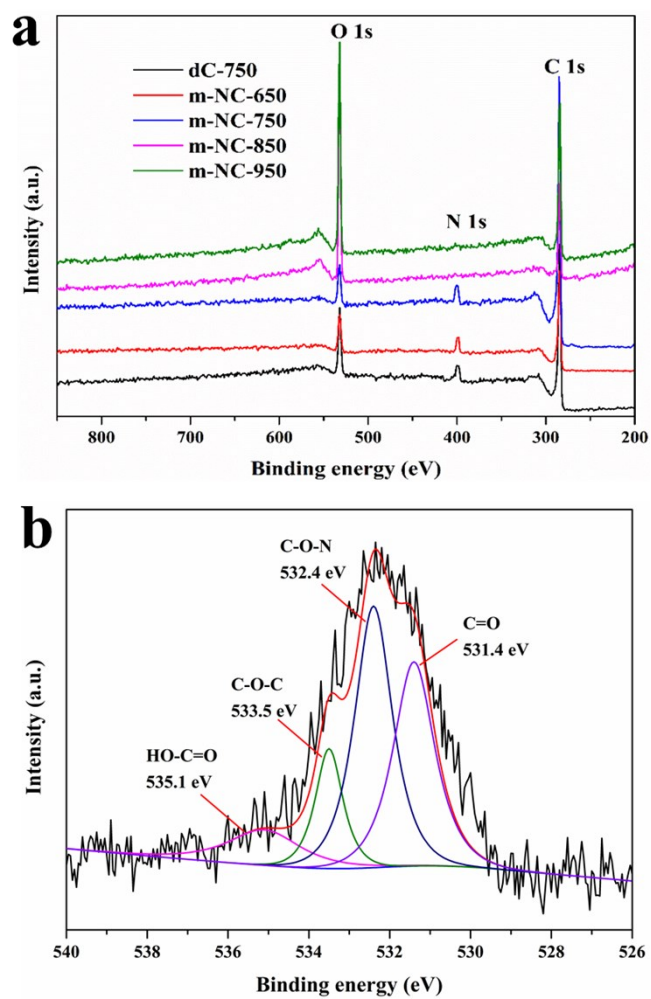 a
O 1s
C 1s
dC-750
m-NC-650
m-NC-750
m-NC-850
m-NC-950
N 1s
Intensity (a.u.)
800 700 600 500 400 300 200
Binding energy (eV)
b
C-O-N
532.4 eV
C=O
531.4 eV
C-O-C
533.5 eV
HO-C=O
535.1 eV
Intensity (a.u.)
540 538 536 534 532 530 528 526
Binding energy (eV)